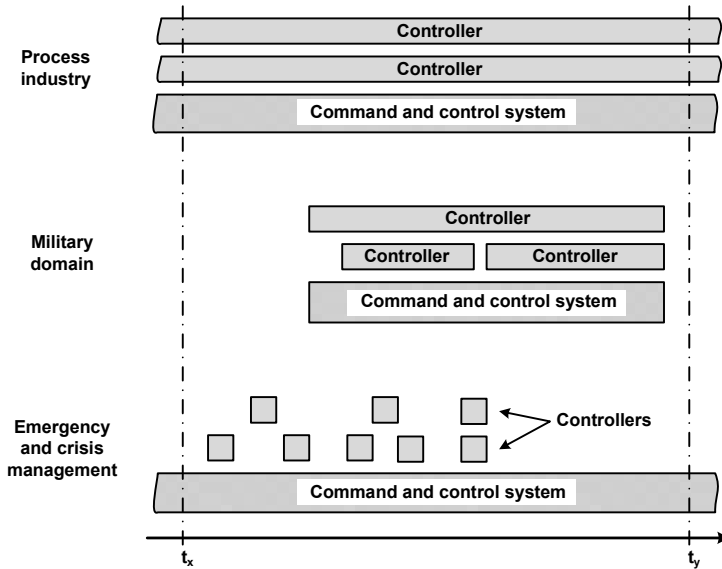 Controller
Process
industry
Controller
Command and control system
Military
domain
Controller
Controller
Controller
Command and control system
Emergency
and crisis
management
Controllers
Command and control system
tx
ty